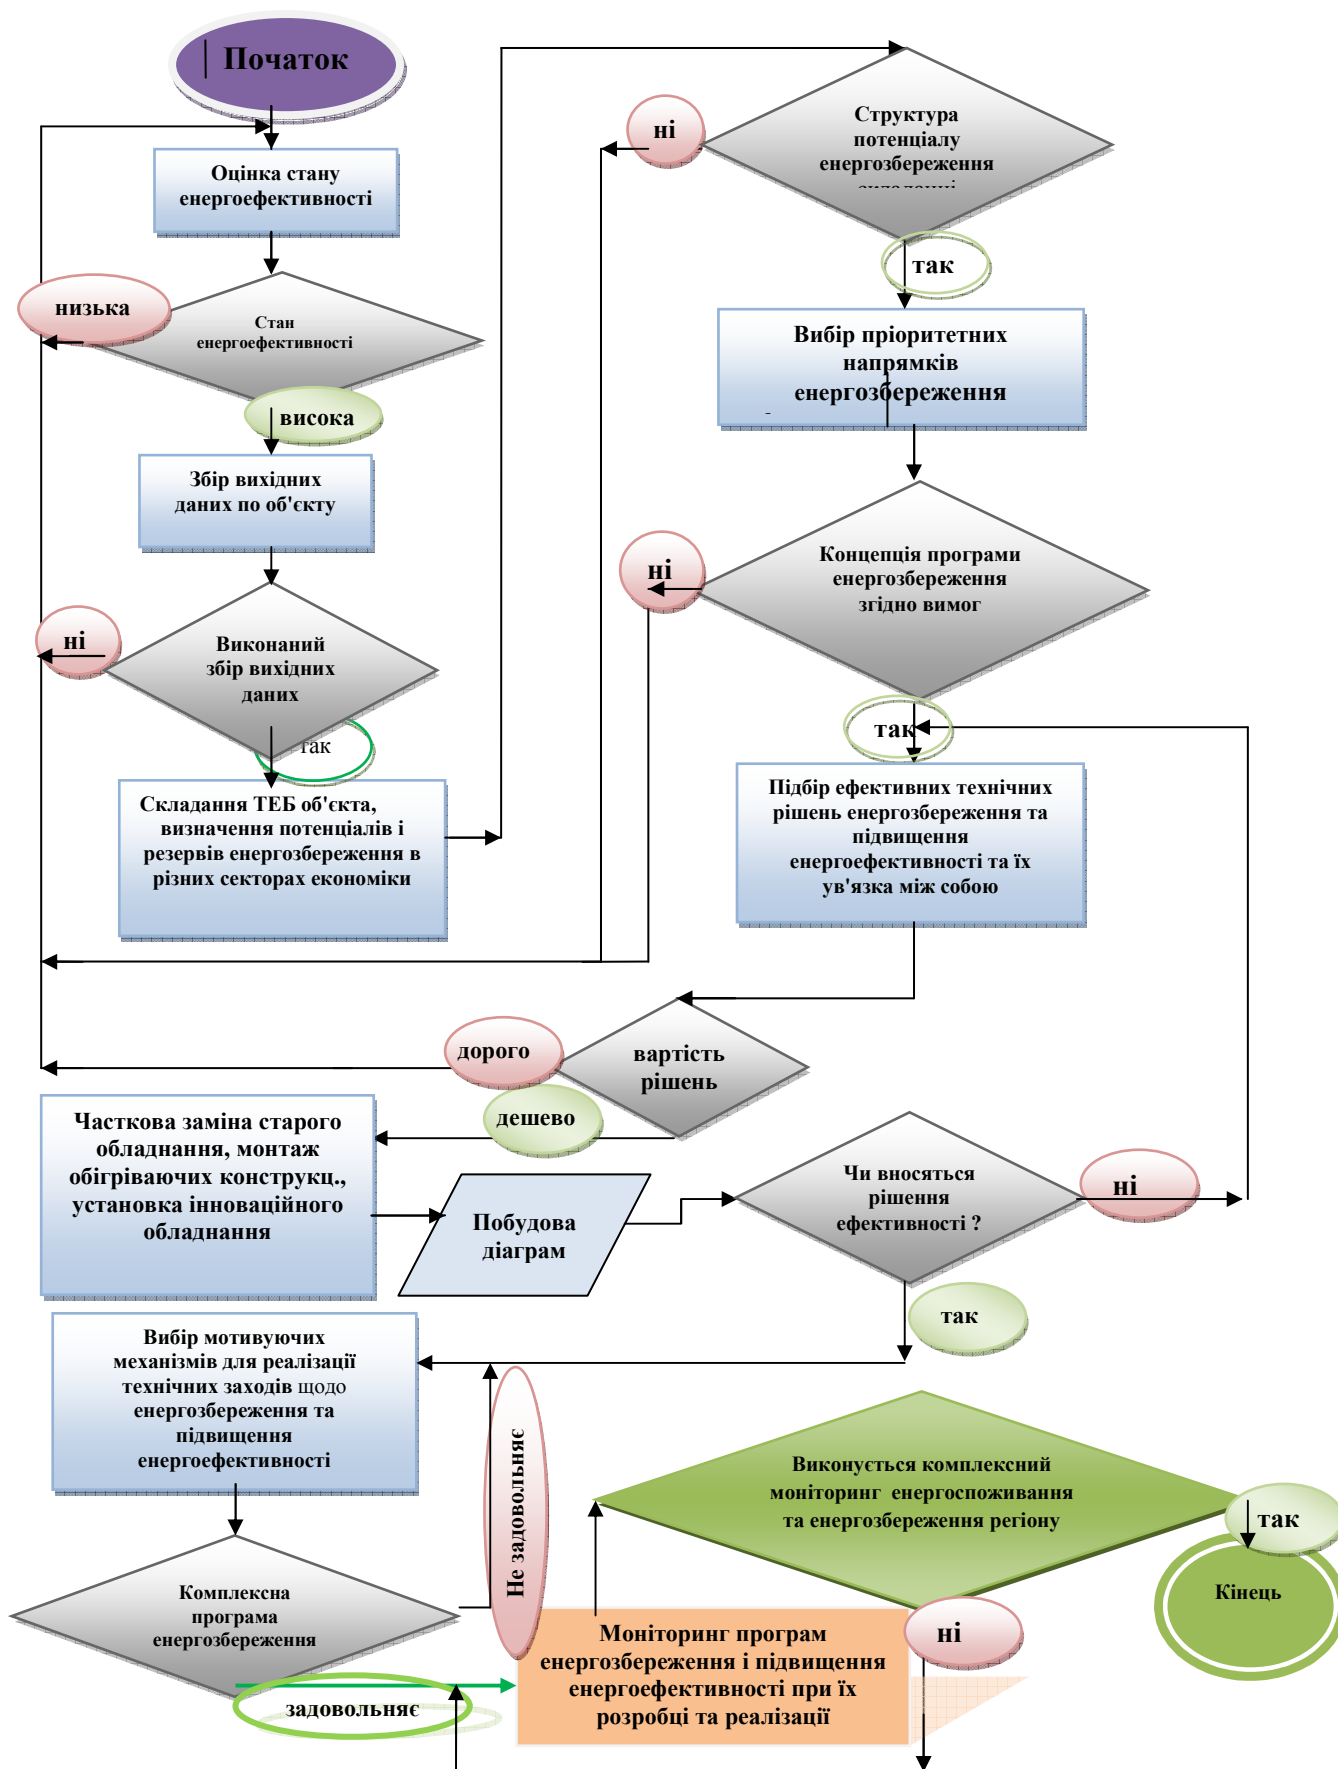 Початок
Оцінка стану
енергоефективності
низька
Стан
енергоефективності
висока
Збір вихідних
даних по об'єкту
ні
Виконаний
збір вихідних
даних
так
Складання ТЕБ об'єкта,
визначення потенціалів і
резервів енергозбереження в
різних секторах економіки
ні
Структура
потенціалу
енергозбереження
так
Вибір пріоритетних
напрямків
енергозбереження
ні
Концепція програми
енергозбереження
згідно вимог
так
Підбір ефективних технічних
рішень енергозбереження та
підвищення
енергоефективності та їх
ув'язка між собою
дорого
вартість
рішень
дешево
Часткова заміна старого
обладнання, монтаж
обігріваючих конструкц.,
установка інноваційного
обладнання
Побудова
діаграм
Чи вносяться
рішення
ефективності ?
ні
так
Вибір мотивуючих
механізмів для реалізації
технічних заходів щодо
енергозбереження та
підвищення
енергоефективності
Не задовольняє
Комплексна
програма
енергозбереження
задовольняє
Виконується комплексний
моніторинг енергоспоживання
та енергозбереження регіону
так
Кінець
ні
Моніторинг програм
енергозбереження і підвищення
енергоефективності при їх
розробці та реалізації